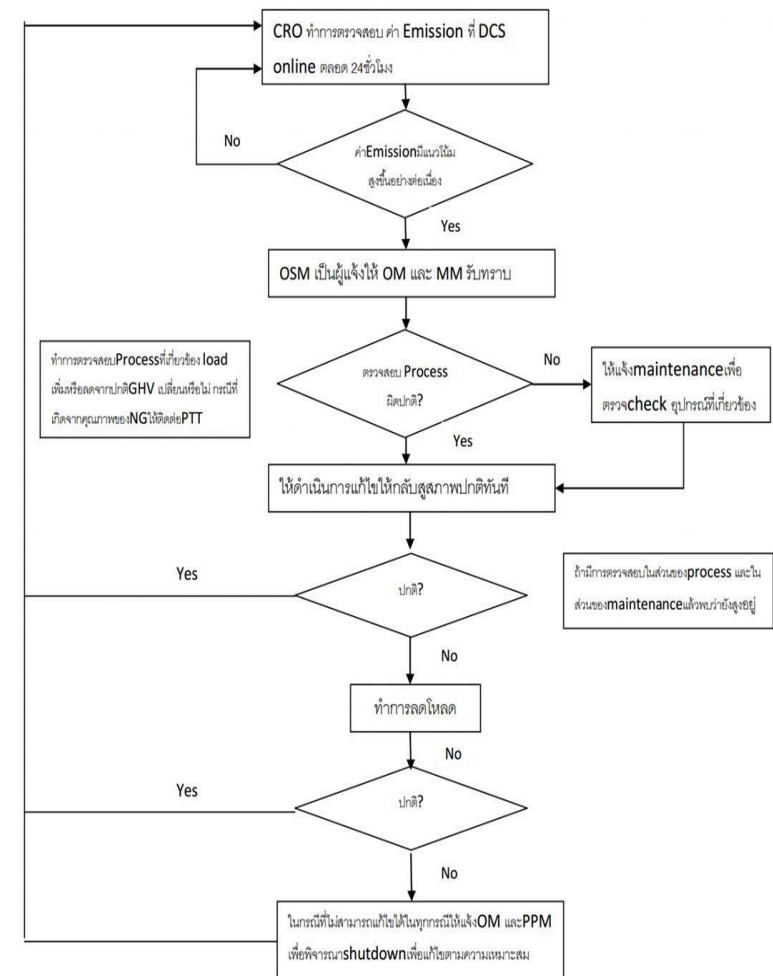 CRO ทำการตรวจสอบ ค่า Emission ที่ DCS
online ตลอด 24ชั่วโมง
No
ค่าEmissionมีแนวโน้ม
สูงขึ้นอย่างต่อเนื่อง
Yes
OSM เป็นผู้แจ้งให้ OM และ MM รับทราบ
ทำการตรวจสอบProcessที่เกี่ยวข้อง load
เพิ่มหรือลดจากปกติGHV เปลี่ยนหรือไม่ กรณีที่
เกิดจากคุณภาพของNGให้ติดต่อPTT
ตรวจสอบ Process
ผิดปกติ?
No
ให้แจ้งmaintenanceเพื่อ
ตรวจcheck อุปกรณ์ที่เกี่ยวข้อง
Yes
ให้ดำเนินการแก้ไขให้กลับสูสภาพปกติทันที
Yes
ปกติ?
ถ้ามีการตรวจสอบในส่วนของprocess และใน
ส่วนของmaintenanceแล้วพบว่ายังสูงอยู่
No
ทำการลดโหลด
No
Yes
ปกติ?
No
ในกรณีที่ไม่สามารถแก้ไขได้ในทุกกรณีให้แจ้งOM และPPM
เพื่อพิจารณาshutdownเพื่อแก้ไขตามความเหมาะสม